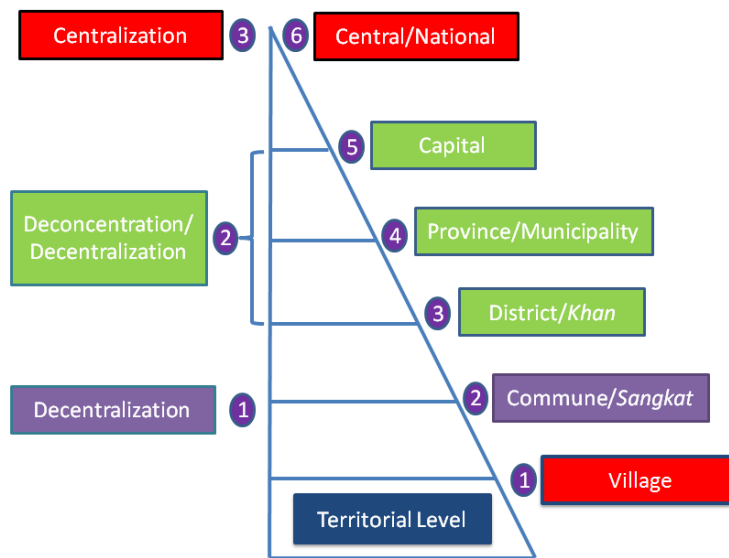 Centralization 3 6 Central/National
5 Capital
Deconcentration/
Decentralization 2
4 Province/Municipality
3 District/Khan
Decentralization 1
2 Commune/Sangkat
1 Village
Territorial Level